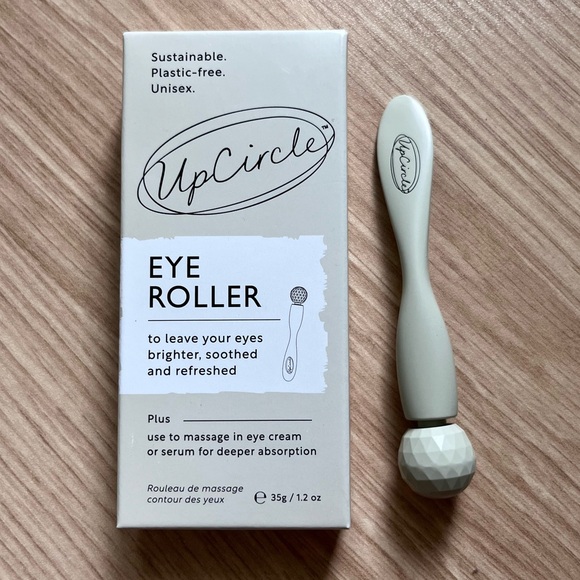 Sustainable.
Plastic-free.
Unisex.
UpCircle™
EYE
ROLLER
to leave your eyes
brighter, soothed
and refreshed
Plus
use to massage in eye cream
or serum for deeper absorption
Rouleau de massage
contour des yeux
℮ 35g / 1.2 oz
UpCircle